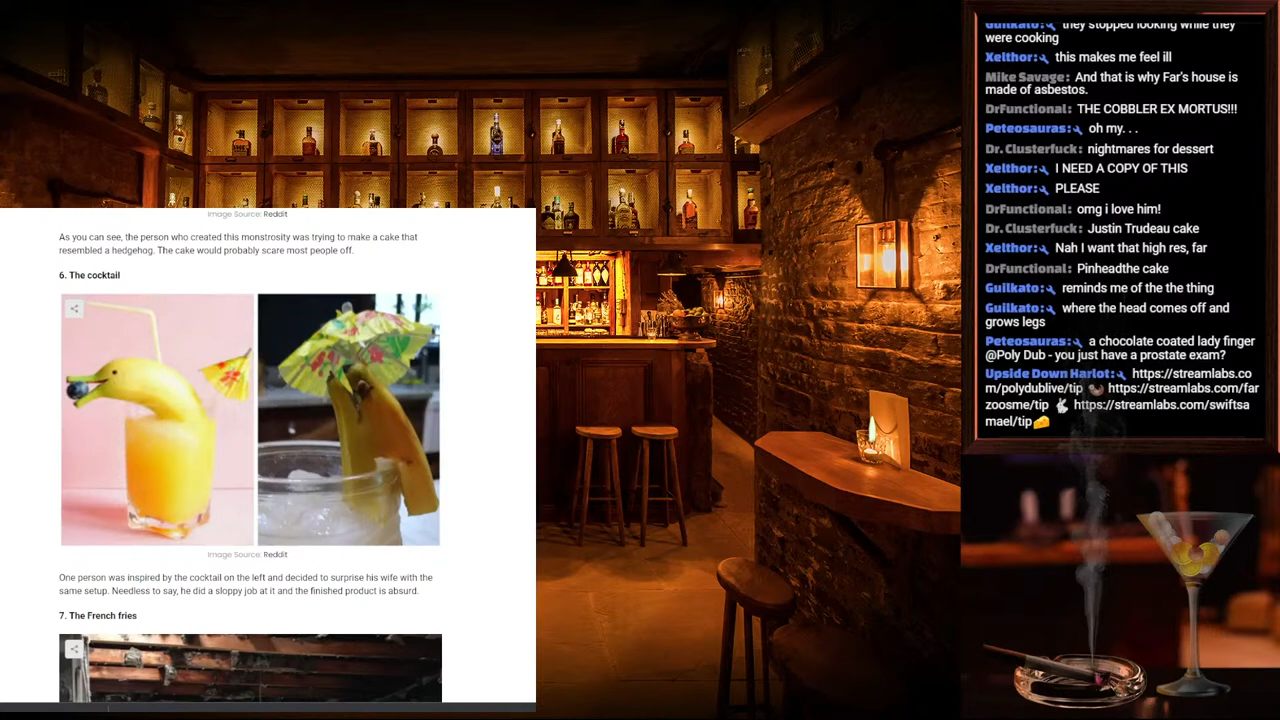 Image Source: Reddit
As you can see, the person who created this monstrosity was trying to make a cake that
resembled a hedgehog. The cake would probably scare most people off.
6. The cocktail
Image Source: Reddit
One person was inspired by the cocktail on the left and decided to surprise his wife with the
same setup. Needless to say, he did a sloppy job at it and the finished product is absurd.
7. The French fries
Guilkato: they stopped looking while they
were cooking
Xelthor: this makes me feel ill
Mike Savage: And that is why Far's house is
made of asbestos.
DrFunctional: THE COBBLER EX MORTUS!!!
Peteosauras: oh my. . .
Dr. Clusterfuck: nightmares for dessert
Xelthor: I NEED A COPY OF THIS
Xelthor: PLEASE
DrFunctional: omg i love him!
Dr. Clusterfuck: Justin Trudeau cake
Xelthor: Nah I want that high res, far
DrFunctional: Pinheadthe cake
Guilkato: reminds me of the the thing
Guilkato: where the head comes off and
grows legs
Peteosauras: a chocolate coated lady finger
@Poly Dub - you just have a prostate exam?
Upside Down Harlot: https://streamlabs.co
m/polydublive/tip https://streamlabs.com/far
zoosme/tip 🐇 https://streamlabs.com/swiftsa
mael/tip🧀